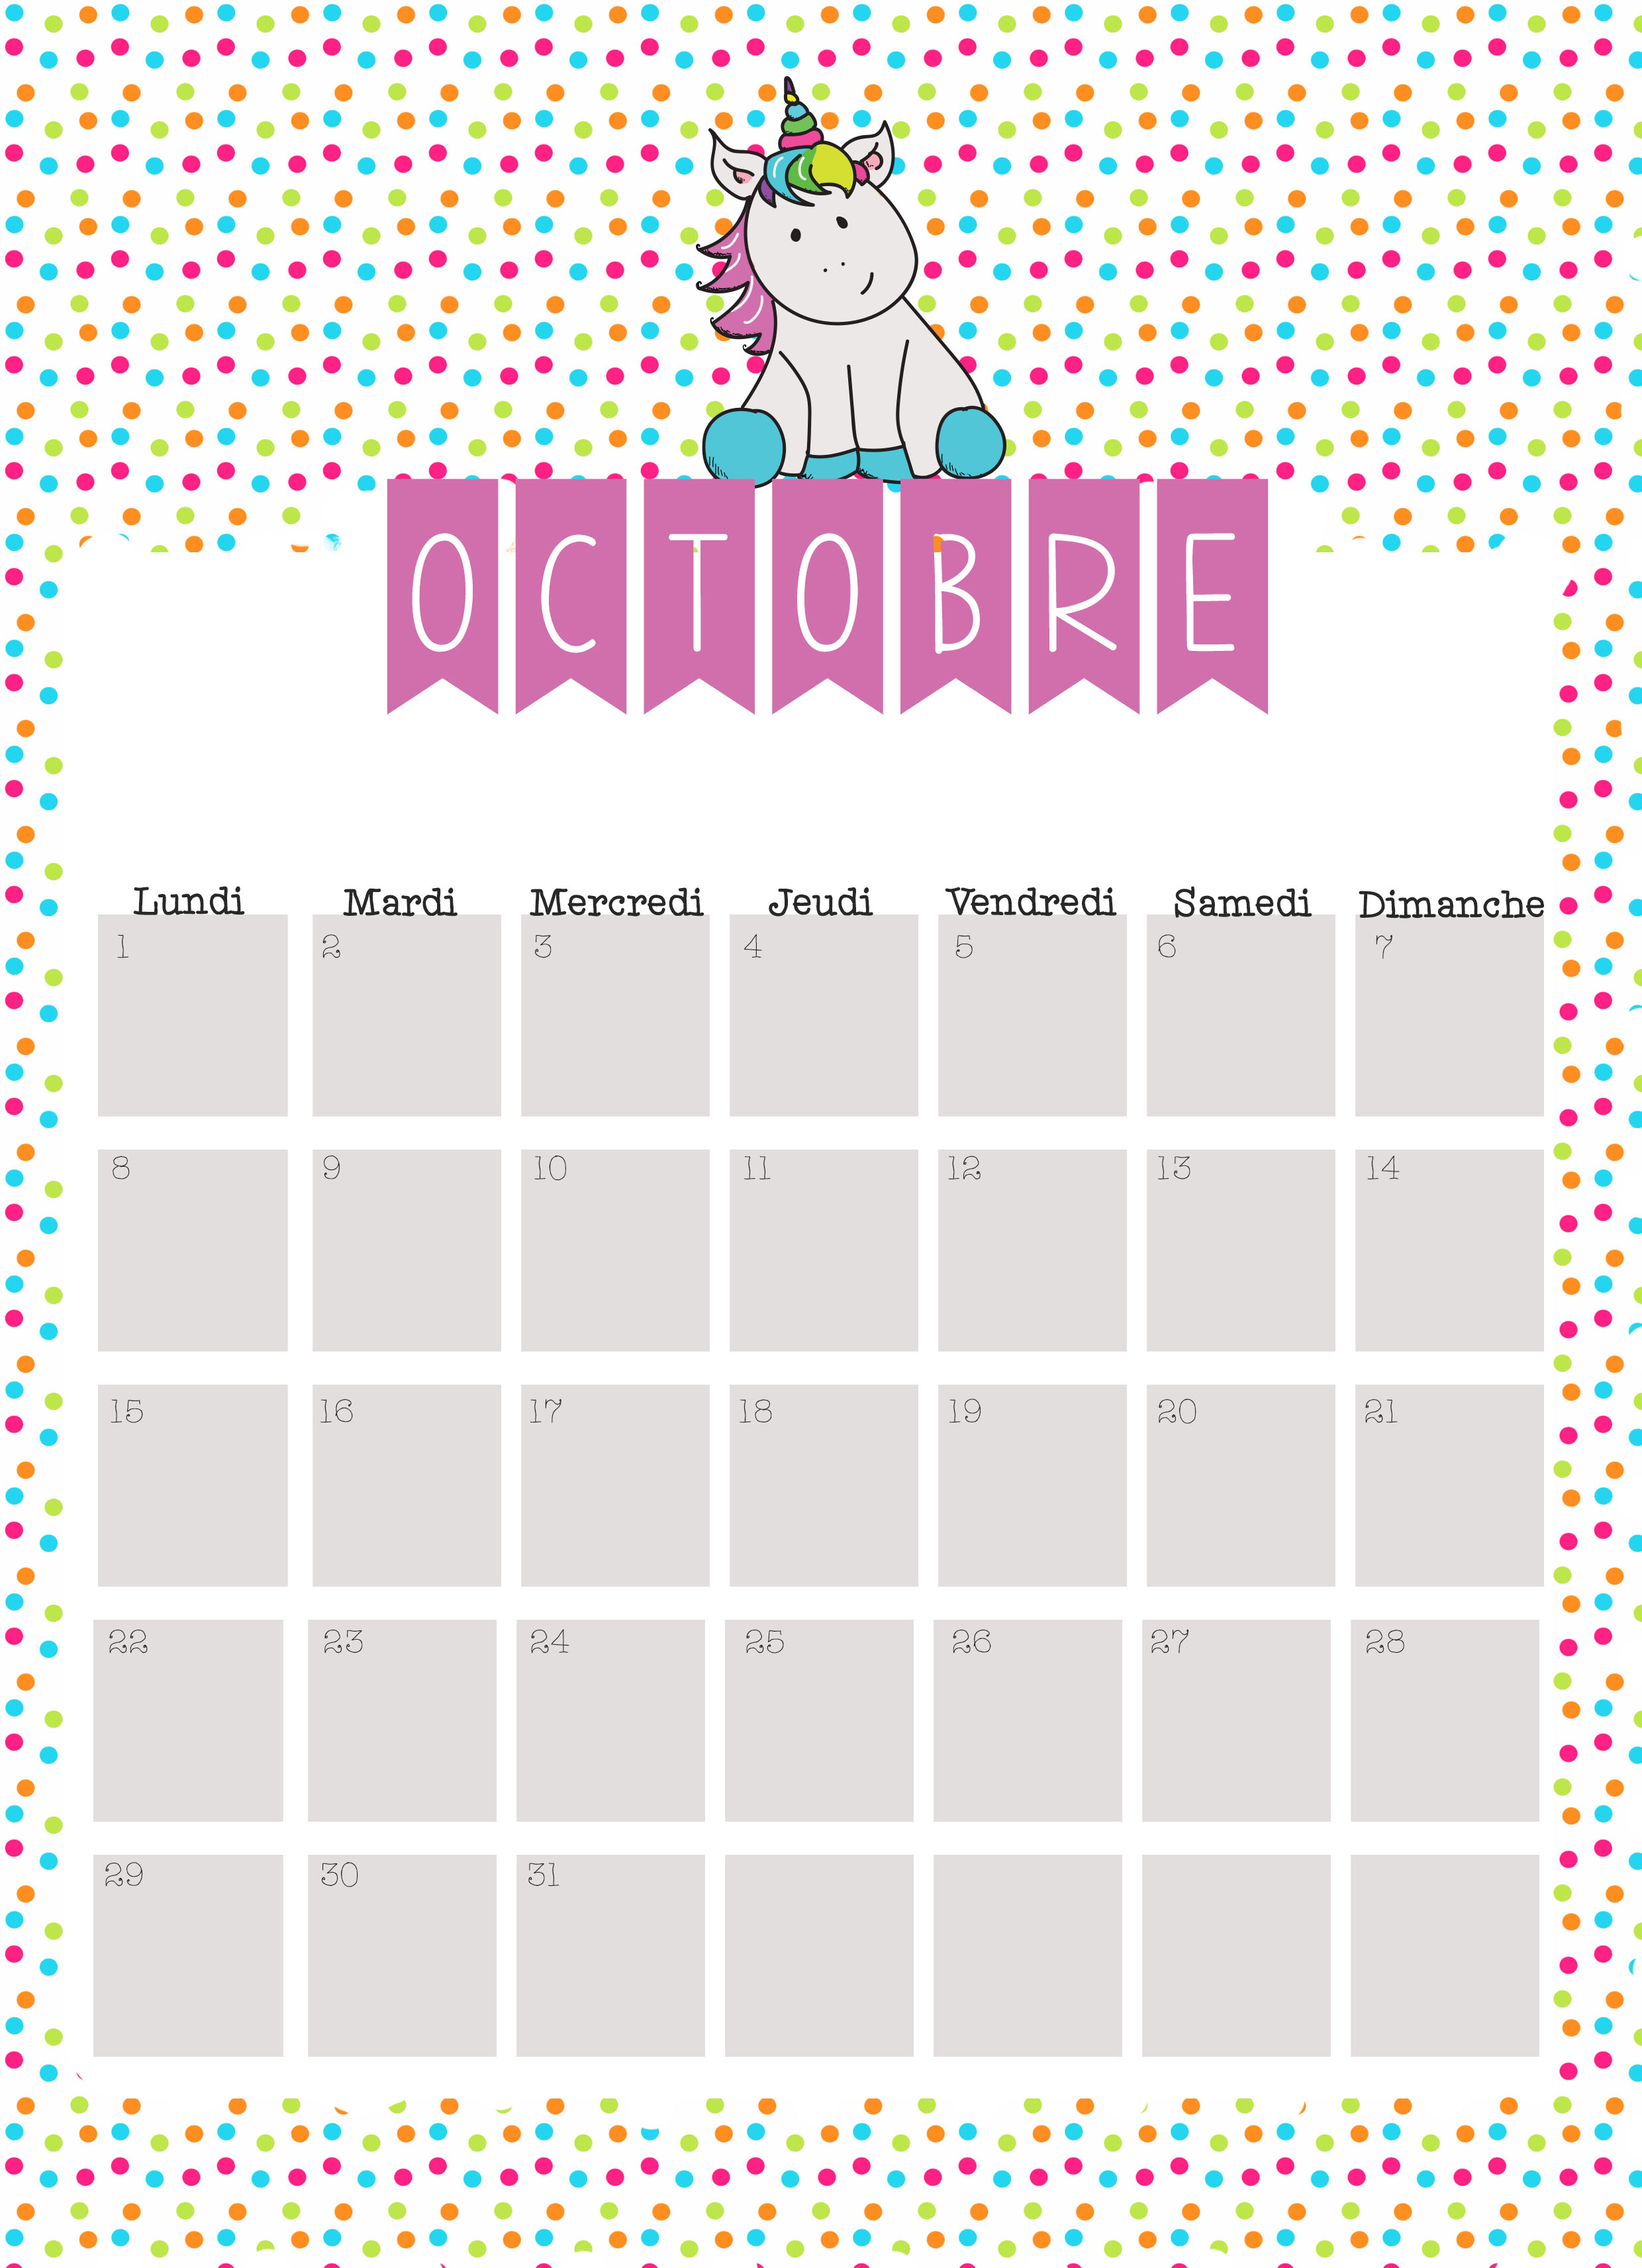 OCTOBRE
Lundi Mardi Mercredi Jeudi Vendredi Samedi Dimanche
1 2 3 4 5 6 7
8 9 10 11 12 13 14
15 16 17 18 19 20 21
22 23 24 25 26 27 28
29 30 31